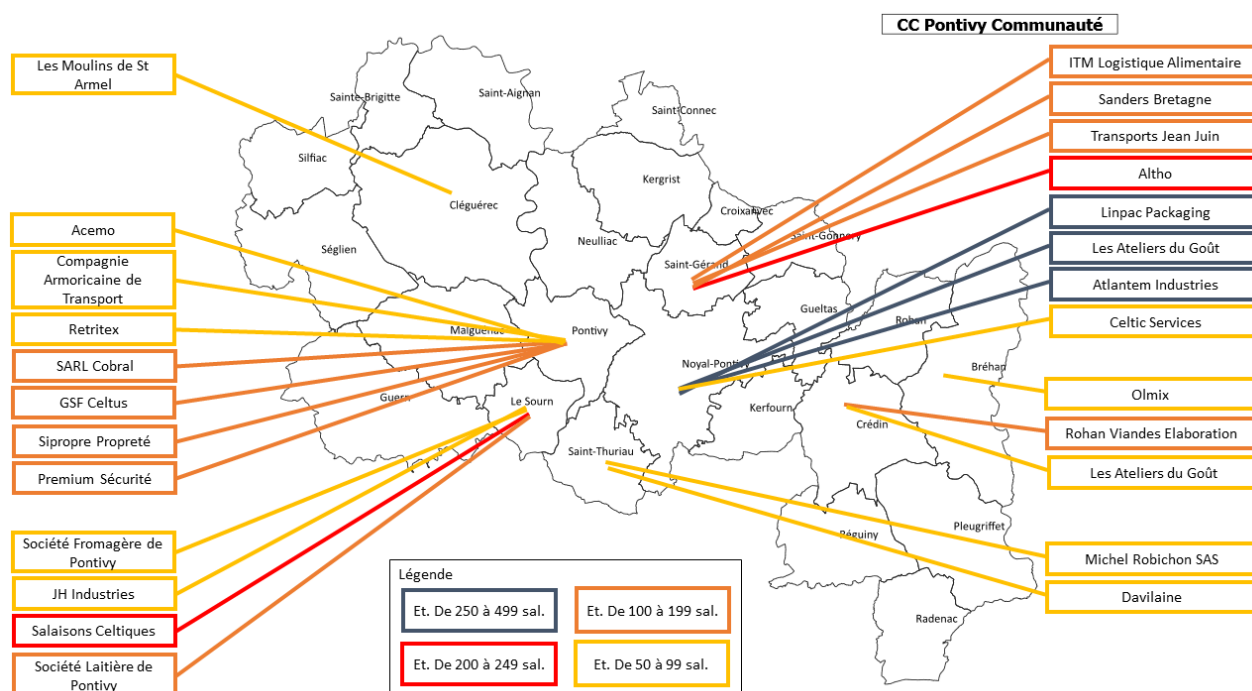 CC Pontivy Communauté
Les Moulins de St
Armel
Acemo
Compagnie
Armoricaine de
Transport
Retritex
SARL Cobral
GSF Celtus
Sipropre Propreté
Premium Sécurité
Société Fromagère de
Pontivy
JH Industries
Salaisons Celtiques
Société Laitière de
Pontivy
Sainte-Brigitte
Saint-Aignan
Saint-Connec
Silfiac
Kergrist
Cléguérec
Croixanvec
Saint-Gonnery
Neulliac
Séglien
Saint-Gérand
Gueltas
Rohan
Malguénac
Pontivy
Noyal-Pontivy
Bréhan
Guern
Le Sourn
Kerfourn
Crédin
Saint-Thuriau
Pleugriffet
Réguiny
Radenac
ITM Logistique Alimentaire
Sanders Bretagne
Transports Jean Juin
Altho
Linpac Packaging
Les Ateliers du Goût
Atlantem Industries
Celtic Services
Olmix
Rohan Viandes Elaboration
Les Ateliers du Goût
Michel Robichon SAS
Davilaine
Légende
Et. De 250 à 499 sal.
Et. De 100 à 199 sal.
Et. De 200 à 249 sal.
Et. De 50 à 99 sal.